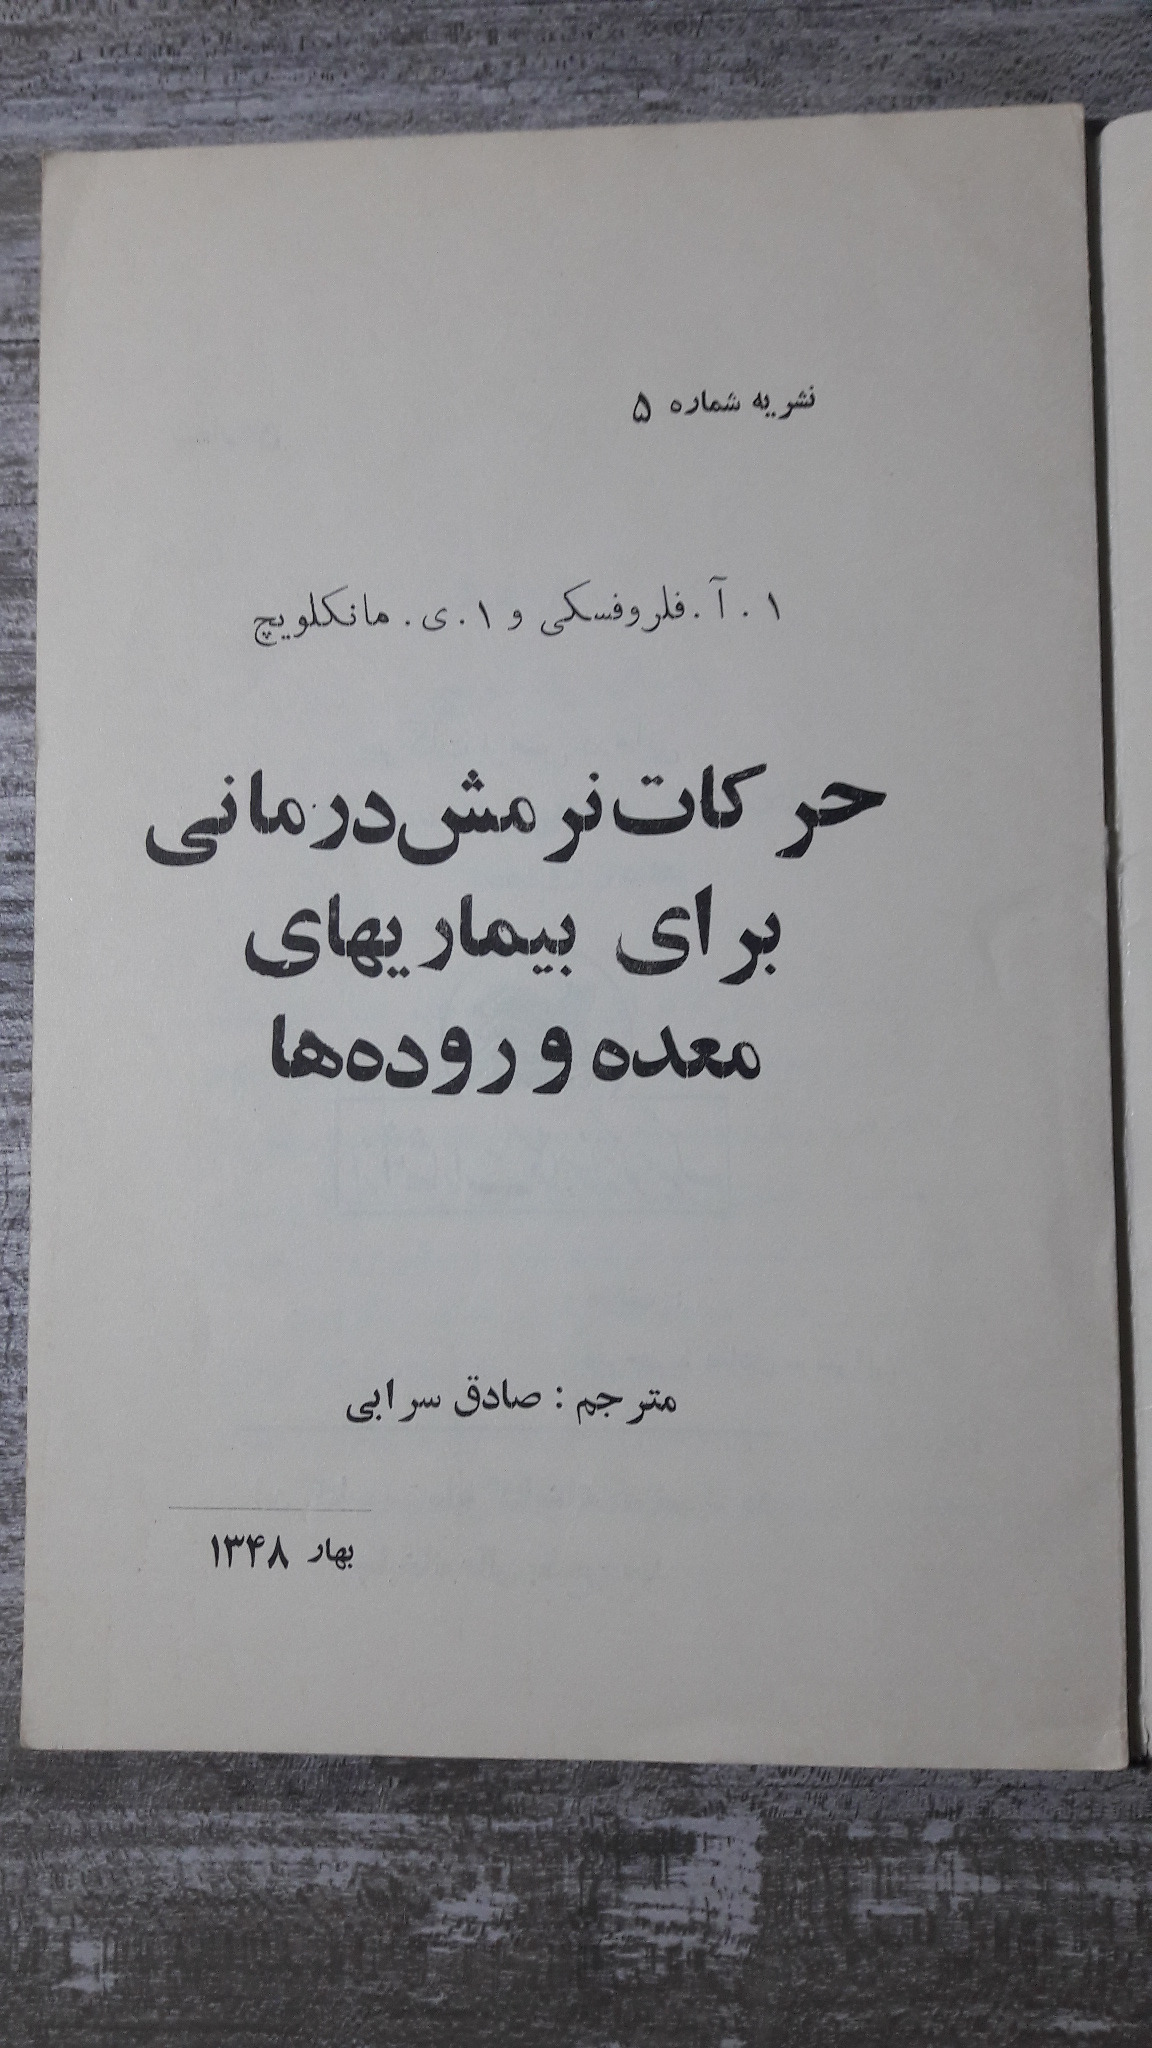 نشریه شماره ۵
ا . آ . فلروفسکی و ا . ی . مانکلویچ
حرکات نرمش درمانی
برای بیماریهای
معده و روده‌ها
مترجم : صادق سرابی
بهار ۱۳۴۸